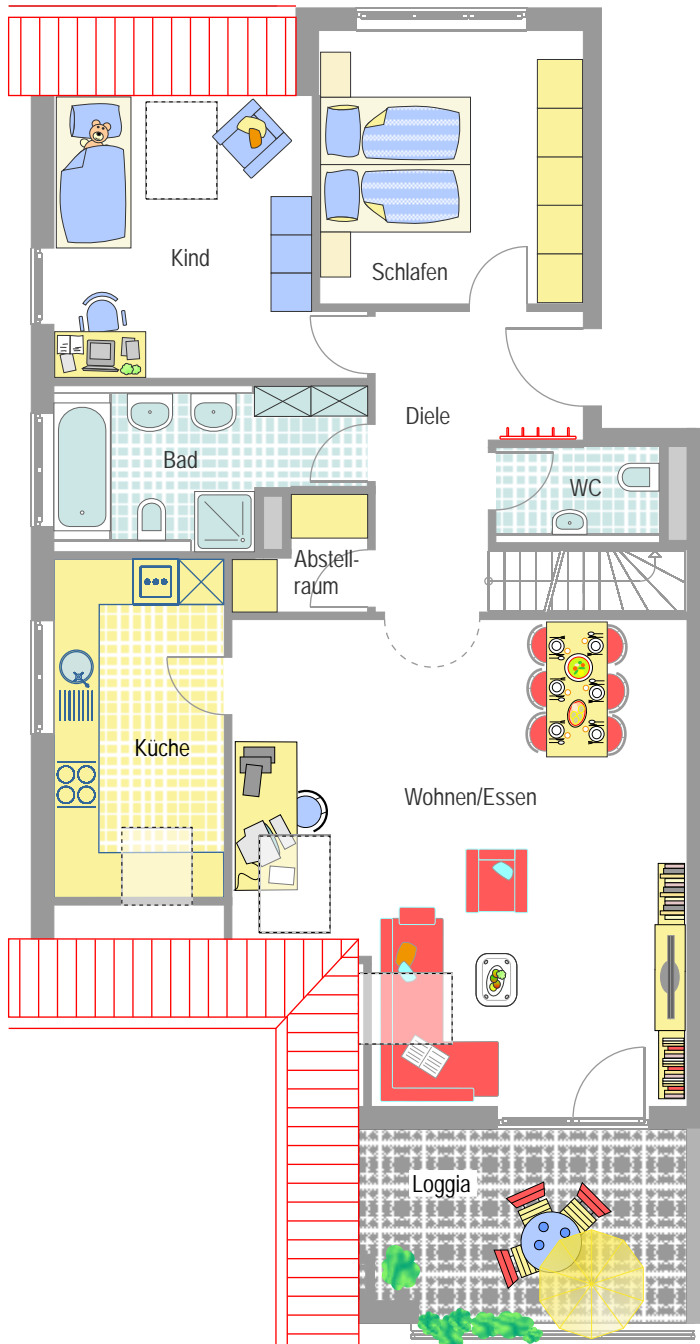 Kind
Schlafen
Diele
Bad
WC
Abstell-
raum
Küche
Wohnen/Essen
Loggia